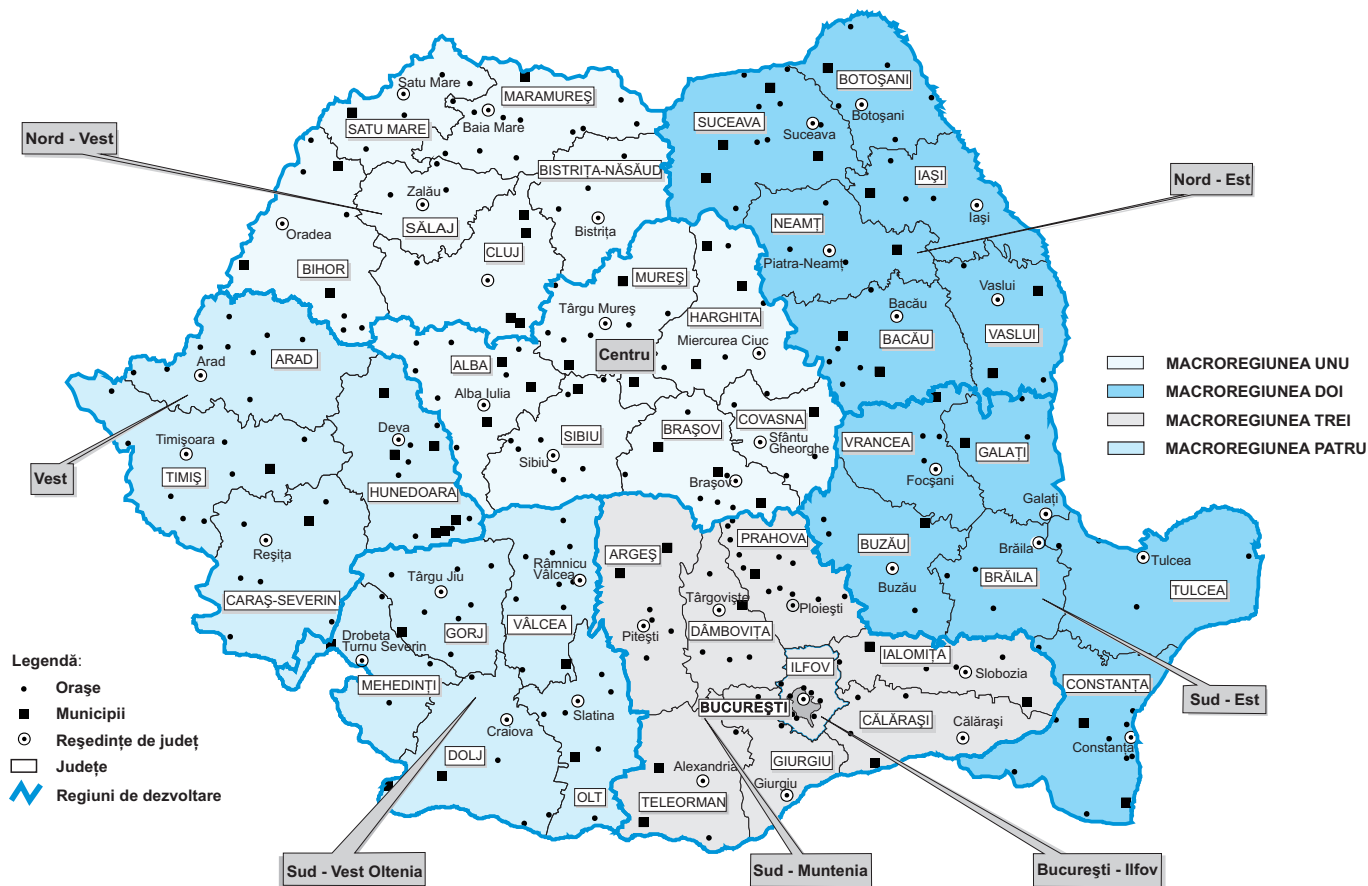 Satu Mare
MARAMUREŞ
Baia Mare
SATU MARE
BOTOŞANI
Botoşani
SUCEAVA
Suceava
Nord - Vest
BISTRIŢA-NĂSĂUD
Bistriţa
Zalău
SĂLAJ
Oradea
BIHOR
CLUJ
IAŞI
Iaşi
Nord - Est
NEAMŢ
Piatra-Neamţ
MUREŞ
Târgu Mureş
HARGHITA
Miercurea Ciuc
Bacău
BACĂU
Vaslui
VASLUI
Centru
ARAD
Arad
ALBA
Alba Iulia
MACROREGIUNEA UNU
MACROREGIUNEA DOI
MACROREGIUNEA TREI
MACROREGIUNEA PATRU
Timişoara
TIMIŞ
Vest
Deva
HUNEDOARA
SIBIU
Sibiu
BRAŞOV
Braşov
COVASNA
Sfântu
Gheorghe
VRANCEA
Focşani
GALAŢI
Galaţi
Reşiţa
CARAŞ-SEVERIN
Râmnicu
Vâlcea
VÂLCEA
Târgu Jiu
GORJ
ARGEŞ
Piteşti
PRAHOVA
Ploieşti
Târgovişte
DÂMBOVIŢA
BUZĂU
Buzău
Brăila
BRĂILA
Tulcea
TULCEA
Drobeta
Turnu Severin
MEHEDINŢI
ILFOV
BUCUREŞTI
IALOMIŢA
Slobozia
CĂLĂRAŞI
Călăraşi
CONSTANŢA
Constanţa
Sud - Est
Slatina
Craiova
DOLJ
OLT
Alexandria
TELEORMAN
GIURGIU
Giurgiu
Legendă:
Oraşe
Municipii
Reşedinţe de judeţ
Judeţe
Regiuni de dezvoltare
Sud - Vest Oltenia
Sud - Muntenia
Bucureşti - Ilfov